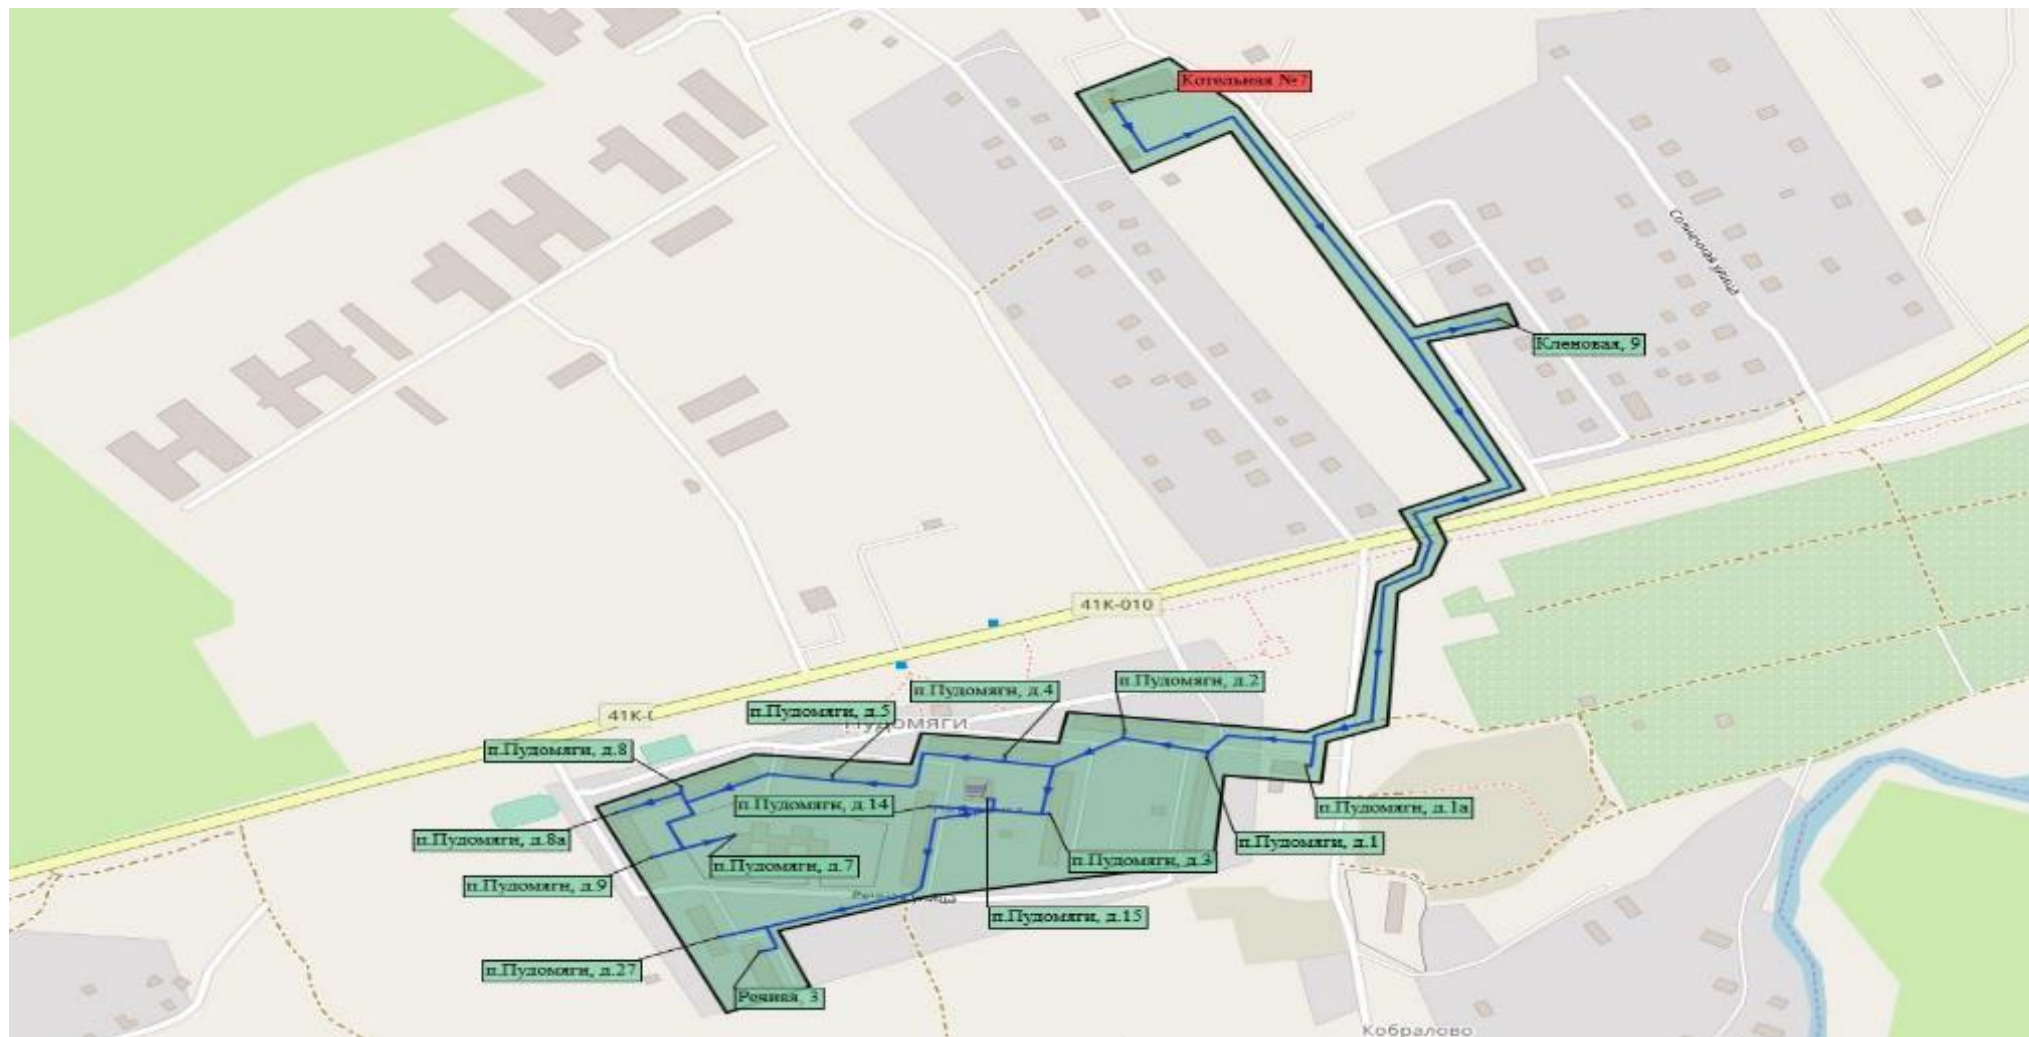 Котельная №7
Солнечная улица
Кленовая, 9
41К-010
п.Пудомяги, д.2
п.Пудомяги, д.4
п.Пудомяги, д.5
41К-(
Пудомяги
п.Пудомяги, д.8
п.Пудомяги, д.14
п.Пудомяги, д.1а
п.Пудомяги, д.8а
п.Пудомяги, д.1
п.Пудомяги, д.3
п.Пудомяги, д.7
п.Пудомяги, д.9
Речная улица
п.Пудомяги, д.15
п.Пудомяги, д.27
Речная, 3
Кобралово